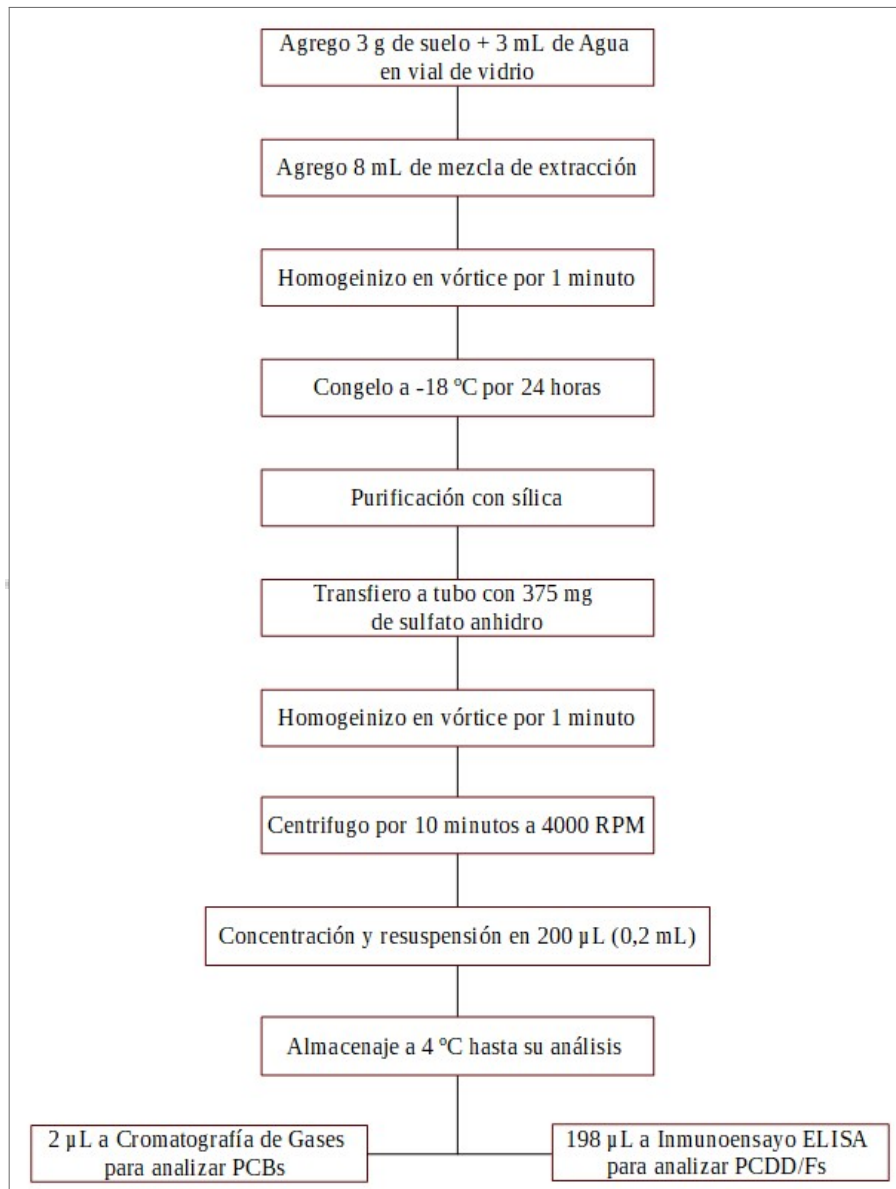 Agrego 3 g de suelo + 3 mL de Agua
en vial de vidrio
Agrego 8 mL de mezcla de extracción
Homogeinizo en vórtice por 1 minuto
Congelo a -18 ºC por 24 horas
Purificación con sílica
Transfiero a tubo con 375 mg
de sulfato anhidro
Homogeinizo en vórtice por 1 minuto
Centrifugo por 10 minutos a 4000 RPM
Concentración y resuspensión en 200 µL (0,2 mL)
Almacenaje a 4 ºC hasta su análisis
2 µL a Cromatografía de Gases
para analizar PCBs
198 µL a Inmunoensayo ELISA
para analizar PCDD/Fs